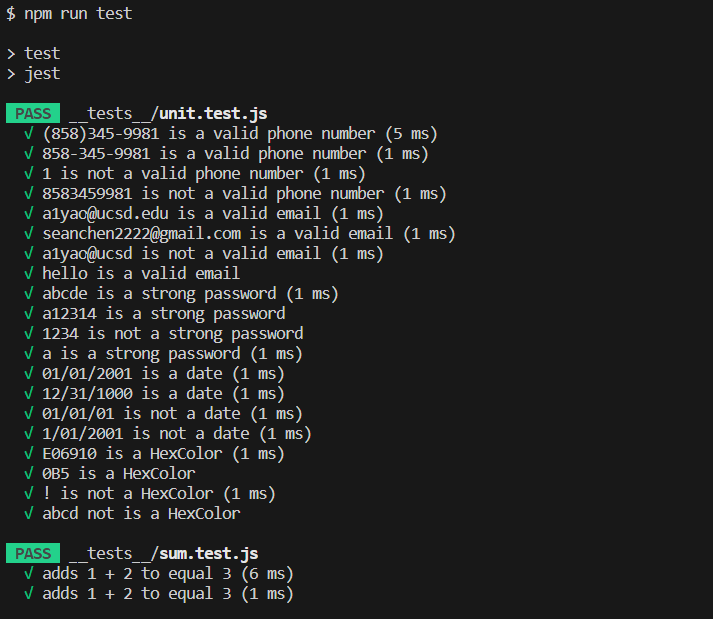 $ npm run test
> test
> jest
PASS __tests__/unit.test.js
√ (858)345-9981 is a valid phone number (5 ms)
√ 858-345-9981 is a valid phone number (1 ms)
√ 1 is not a valid phone number (1 ms)
√ 8583459981 is not a valid phone number (1 ms)
√ a1yao@ucsd.edu is a valid email (1 ms)
√ seanchen2222@gmail.com is a valid email (1 ms)
√ a1yao@ucsd is not a valid email (1 ms)
√ hello is a valid email
√ abcde is a strong password (1 ms)
√ a12314 is a strong password
√ 1234 is not a strong password
√ a is a strong password (1 ms)
√ 01/01/2001 is a date (1 ms)
√ 12/31/1000 is a date (1 ms)
√ 01/01/01 is not a date (1 ms)
√ 1/01/2001 is not a date (1 ms)
√ E06910 is a HexColor (1 ms)
√ 0B5 is a HexColor
√ ! is not a HexColor (1 ms)
√ abcd not is a HexColor
PASS __tests__/sum.test.js
√ adds 1 + 2 to equal 3 (6 ms)
√ adds 1 + 2 to equal 3 (1 ms)